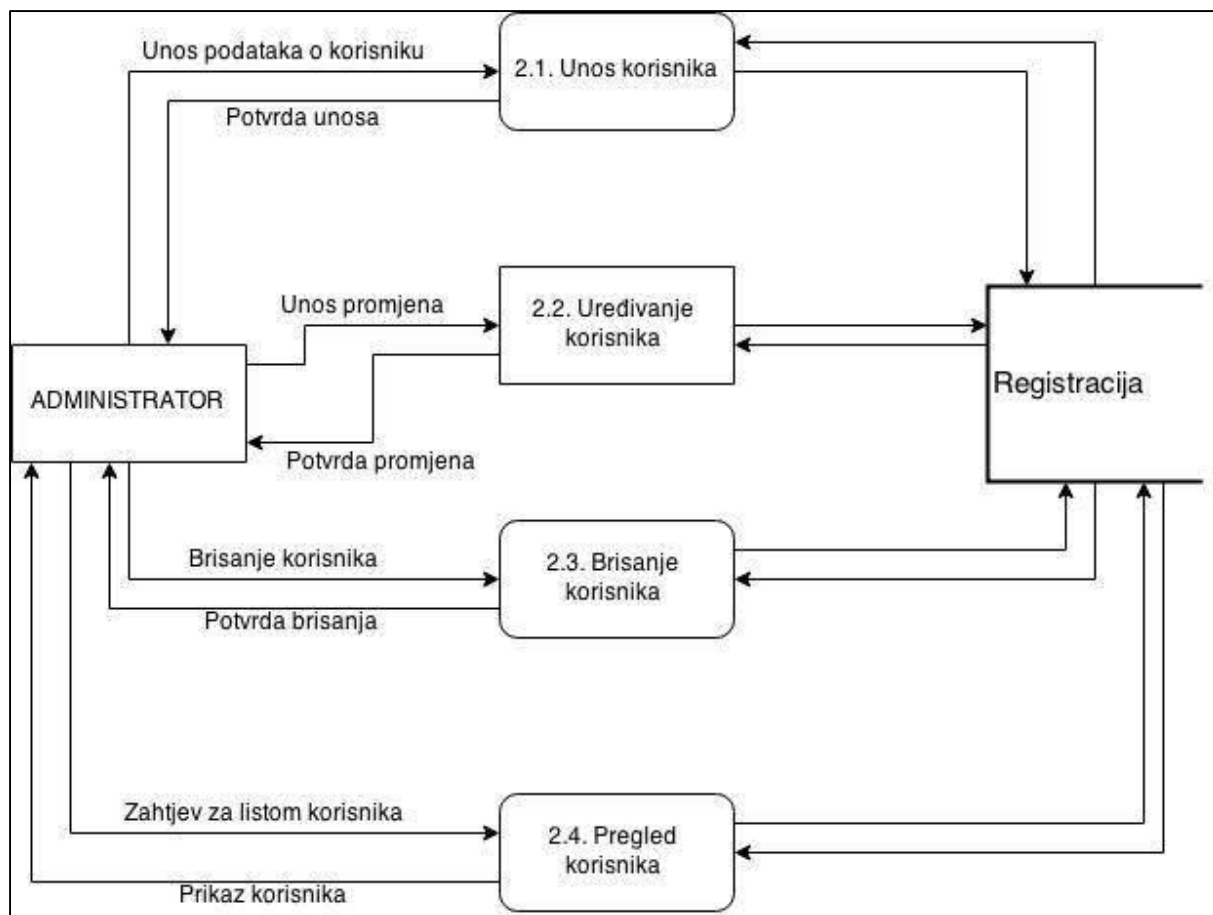 Unos podataka o korisniku
2.1. Unos korisnika
Potvrda unosa
Unos promjena
2.2. Uređivanje
korisnika
ADMINISTRATOR
Registracija
Potvrda promjena
Brisanje korisnika
2.3. Brisanje
korisnika
Potvrda brisanja
Zahtjev za listom korisnika
2.4. Pregled
korisnika
Prikaz korisnika